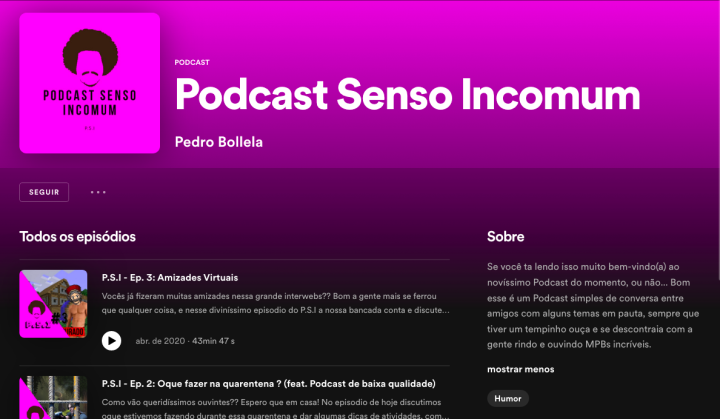 PODCAST SENSO
INCOMUM
PODCAST
Podcast Senso Incomum
Pedro Bollela
SEGUIR
Todos os episódios
P.S.I - Ep. 3: Amizades Virtuais
Vocês já fizeram muitas amizades nessa grande interwebs?? Bom a gente mais se ferrou
que qualquer coisa, e nesse diviníssimo episodio do P.S.I a nossa bancada conta e discute...
abr. de 2020 · 43min 47 s
P.S.I - Ep. 2: Oque fazer na quarentena ? (feat. Podcast de baixa qualidade)
Como vão queridíssimos ouvintes?? Espero que em casa! No episodio de hoje discutimos
oque estivemos fazendo durante essa quarentena e dar algumas dicas de atividades, com...
Sobre
Se você ta lendo isso muito bem-vindo(a) ao
novíssimo Podcast do momento, ou não... Bom
esse é um Podcast simples de conversa entre
amigos com alguns temas em pauta, sempre que
tiver um tempinho ouça e se descontraia com a
gente rindo e ouvindo MPBs incríveis.
mostrar menos
Humor